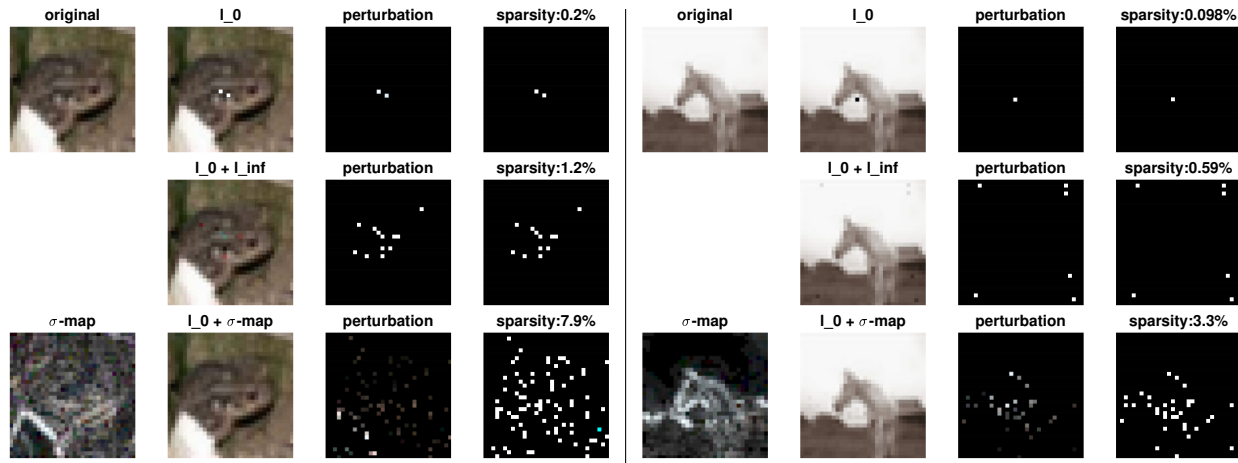 original l_0 perturbation sparsity:0.2% original l_0 perturbation sparsity:0.098%
l_0 + l_inf perturbation sparsity:1.2% l_0 + l_inf perturbation sparsity:0.59%
σ-map l_0 + σ-map perturbation sparsity:7.9% σ-map l_0 + σ-map perturbation sparsity:3.3%